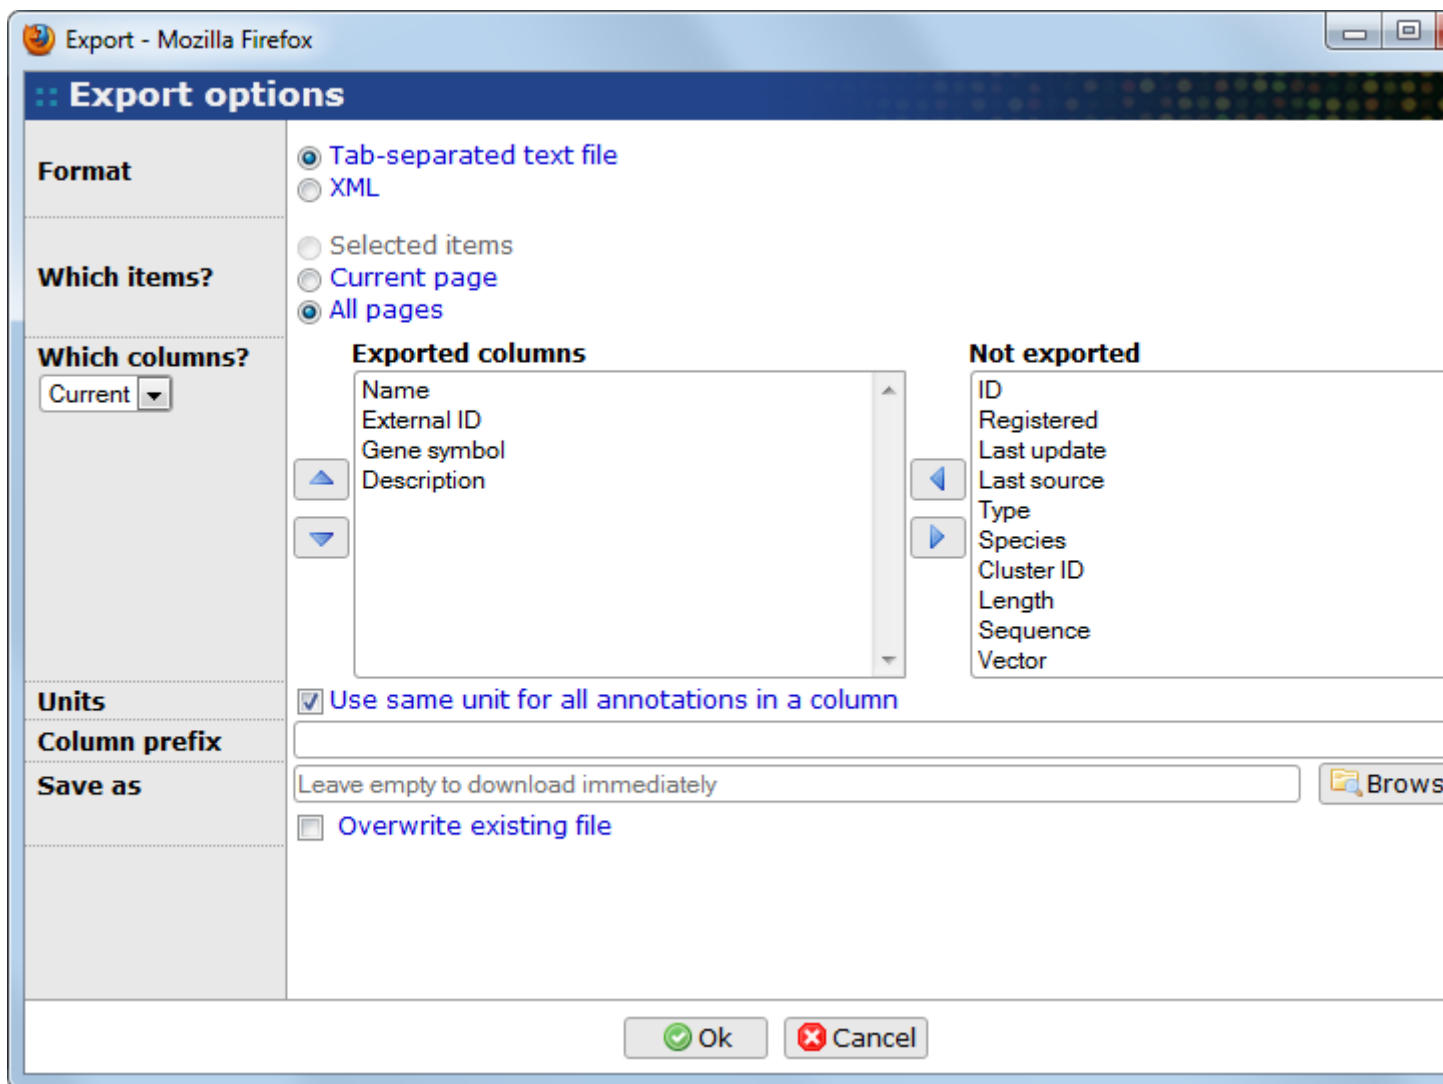 Export - Mozilla Firefox
:: Export options
Format
Tab-separated text file
XML
Which items?
Selected items
Current page
All pages
Which columns?
Current
Exported columns
Name
External ID
Gene symbol
Description
Not exported
ID
Registered
Last update
Last source
Type
Species
Cluster ID
Length
Sequence
Vector
Units
Use same unit for all annotations in a column
Column prefix
Save as
Leave empty to download immediately
Brows
Overwrite existing file
Ok
Cancel